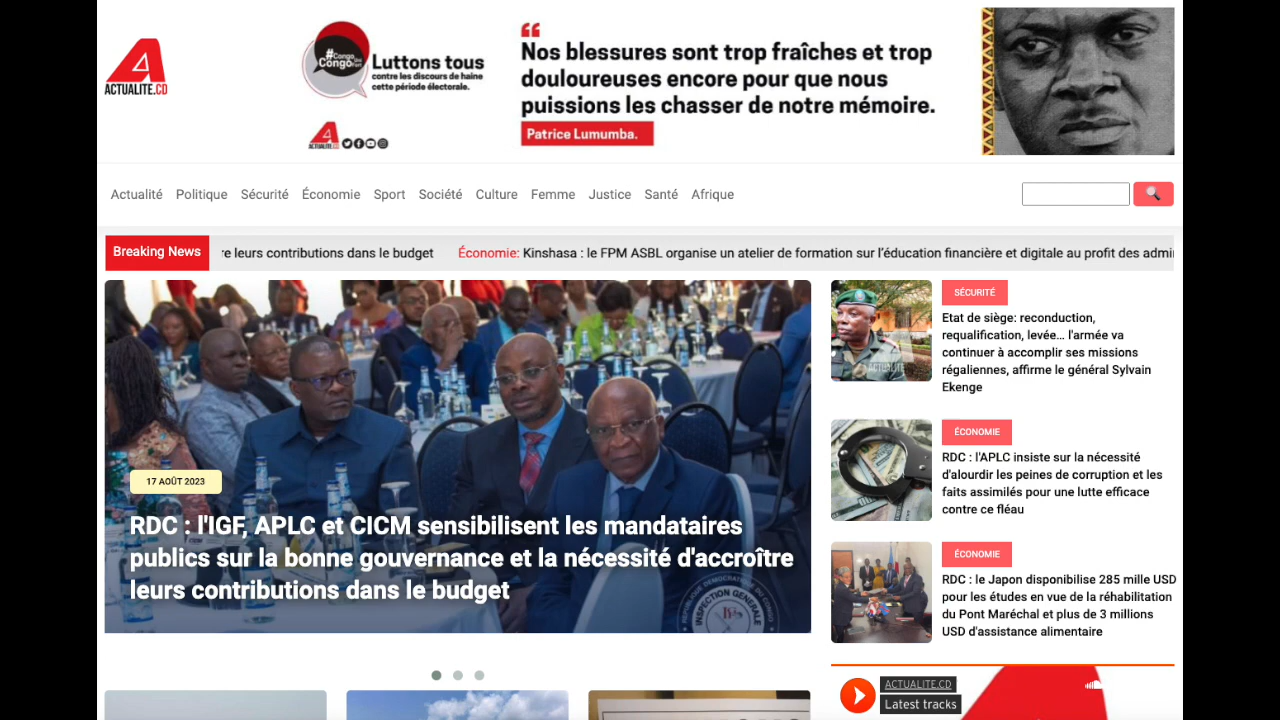 ACTUALITE.CD
Luttons tous
contre les discours de haine
cette période électorale.
ACTUALITE.CD
Nos blessures sont trop fraîches et trop
douloureuses encore pour que nous
puissions les chasser de notre mémoire.
Patrice Lumumba.
Actualité Politique Sécurité Économie Sport Société Culture Femme Justice Santé Afrique
Breaking News
leurs contributions dans le budget Économie: Kinshasa : le FPM ASBL organise un atelier de formation sur l'éducation financière et digitale au profit des
17 AOÛT 2023
RDC : l'IGF, APLC et CICM sensibilisent les mandataires
publics sur la bonne gouvernance et la nécessité d'accroître
leurs contributions dans le budget
INSPECTION GENERALE
SÉCURITÉ
Etat de siège: reconduction,
requalification, levée... l'armée va
continuer à accomplir ses missions
régaliennes, affirme le général Sylvain
Ekenge
ÉCONOMIE
RDC : l'APLC insiste sur la nécessité
d'alourdir les peines de corruption et les
faits assimilés pour une lutte efficace
contre ce fléau
ÉCONOMIE
RDC : le Japon disponibilise 285 mille USD
pour les études en vue de la réhabilitation
du Pont Maréchal et plus de 3 millions
USD d'assistance alimentaire
ACTUALITE.CD
Latest tracks